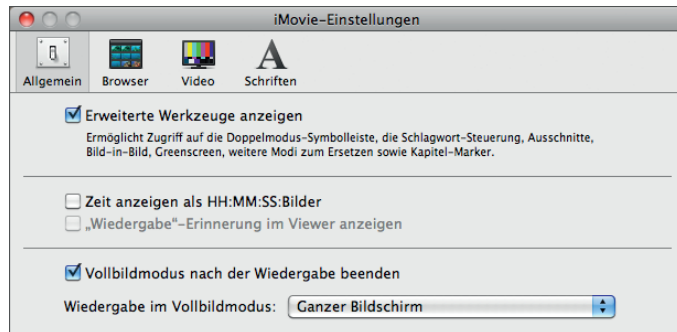 iMovie-Einstellungen
Allgemein Browser Video Schriften
Erweiterte Werkzeuge anzeigen
Ermöglicht Zugriff auf die Doppelmodus-Symbolleiste, die Schlagwort-Steuerung, Ausschnitte,
Bild-in-Bild, Greenscreen, weitere Modi zum Ersetzen sowie Kapitel-Marker.
Zeit anzeigen als HH:MM:SS:Bilder
„Wiedergabe“-Erinnerung im Viewer anzeigen
Vollbildmodus nach der Wiedergabe beenden
Wiedergabe im Vollbildmodus: Ganzer Bildschirm